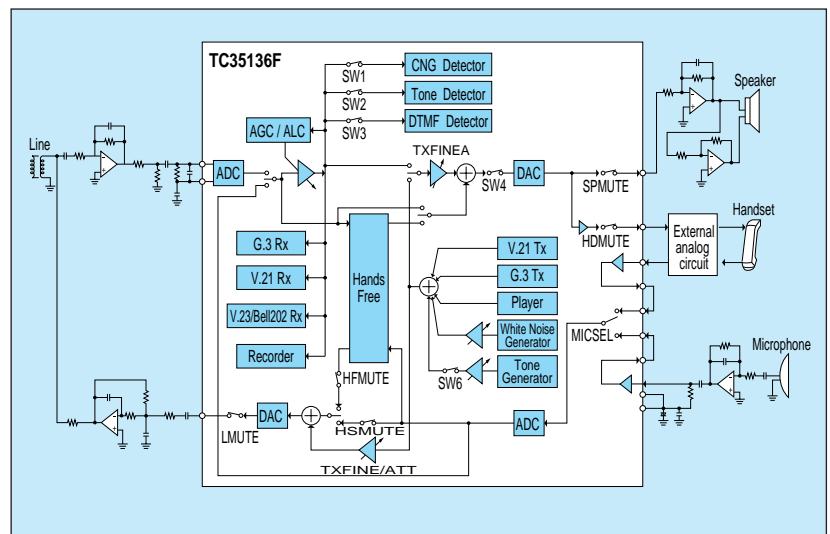 TC35136F
CNG Detector
SW1
Tone Detector
SW2
DTMF Detector
SW3
Speaker
Line
AGC / ALC
TXFINEA
ADC
SW4
DAC
SPMUTE
HDMUTE
External
analog
circuit
Handset
G.3 Rx
V.21 Rx
V.23/Bell202 Rx
Recorder
Hands
Free
V.21 Tx
G.3 Tx
Player
White Noise
Generator
SW6
Tone
Generator
MICSEL
Microphone
HFMUTE
LMUTE
DAC
HSMUTE
ADC
TXFINE/ATT